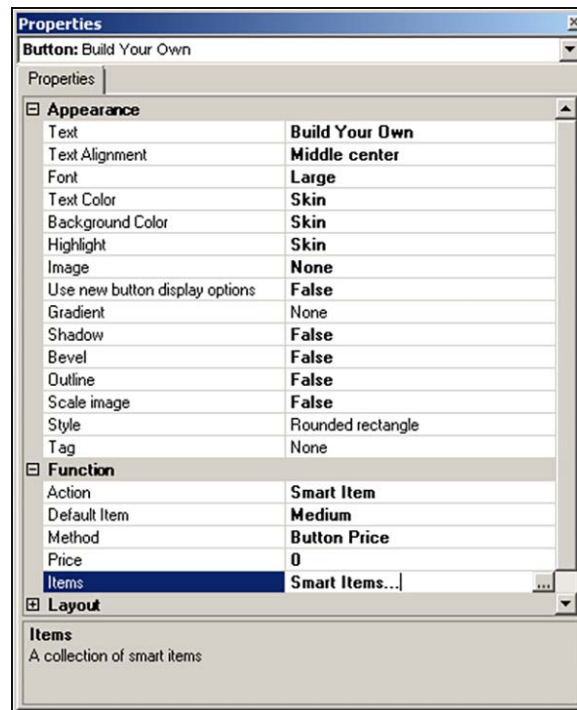 Properties
Button: Build Your Own
Properties
Appearance
Text Build Your Own
Text Alignment Middle center
Font Large
Text Color Skin
Background Color Skin
Highlight Skin
Image None
Use new button display options False
Gradient None
Shadow False
Bevel False
Outline False
Scale image False
Style Rounded rectangle
Tag None
Function
Action Smart Item
Default Item Medium
Method Button Price
Price 0
Items Smart Items... ...
Layout
Items
A collection of smart items